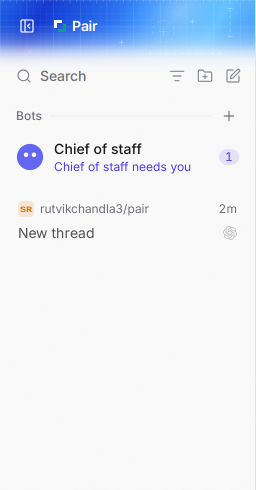 Pair
Search
Bots
Chief of staff
Chief of staff needs you
1
SR rutvikchandla3/pair 2m
New thread